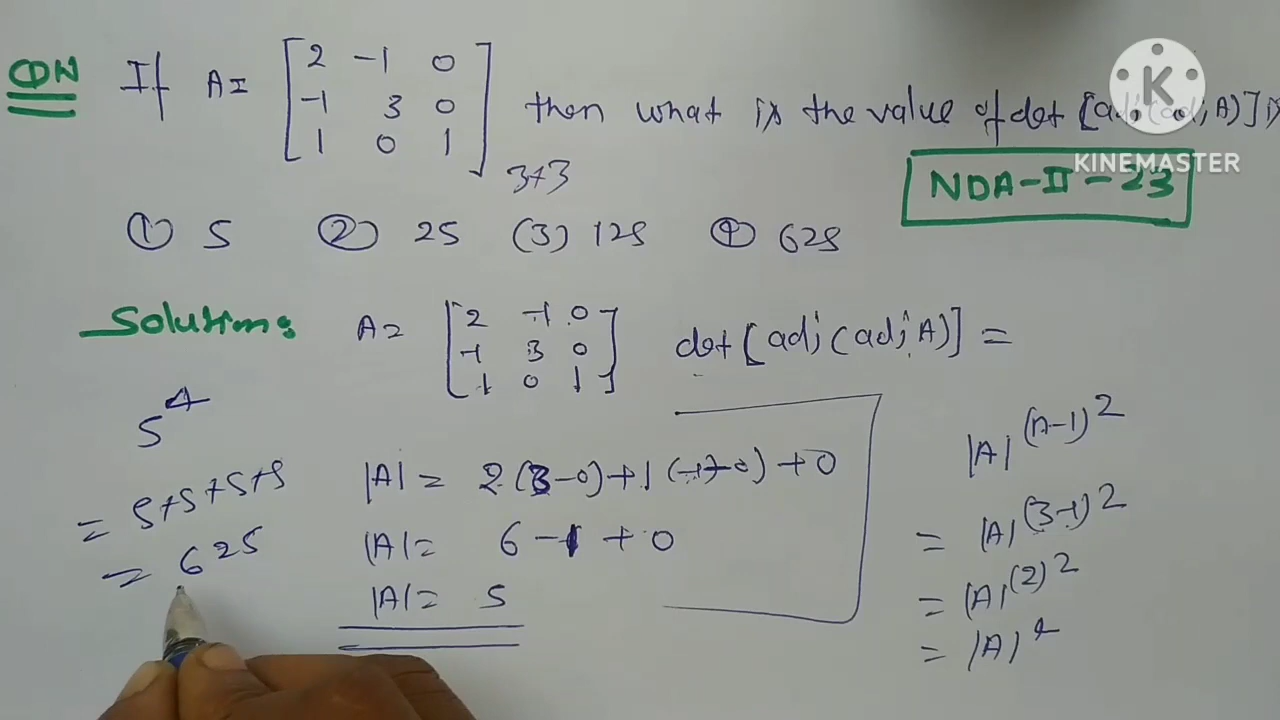 QN If A = [2 -1 0
-1 3 0
1 0 1] 3×3 then what is the value of det [adj(adj A)] is
K
KINEMASTER
NDA-II-23
(1) 5 (2) 25 (3) 125 (4) 625
Solution: A = [2 -1 0
-1 3 0
1 0 1] det [adj (adj A)] =
5^4
= 5×5×5×5
= 625
|A| = 2(3-0)+1(-1-0)+0
|A| = 6-1+0
|A| = 5
|A|^(n-1)^2
= |A|^(3-1)^2
= |A|^(2)^2
= |A|^4